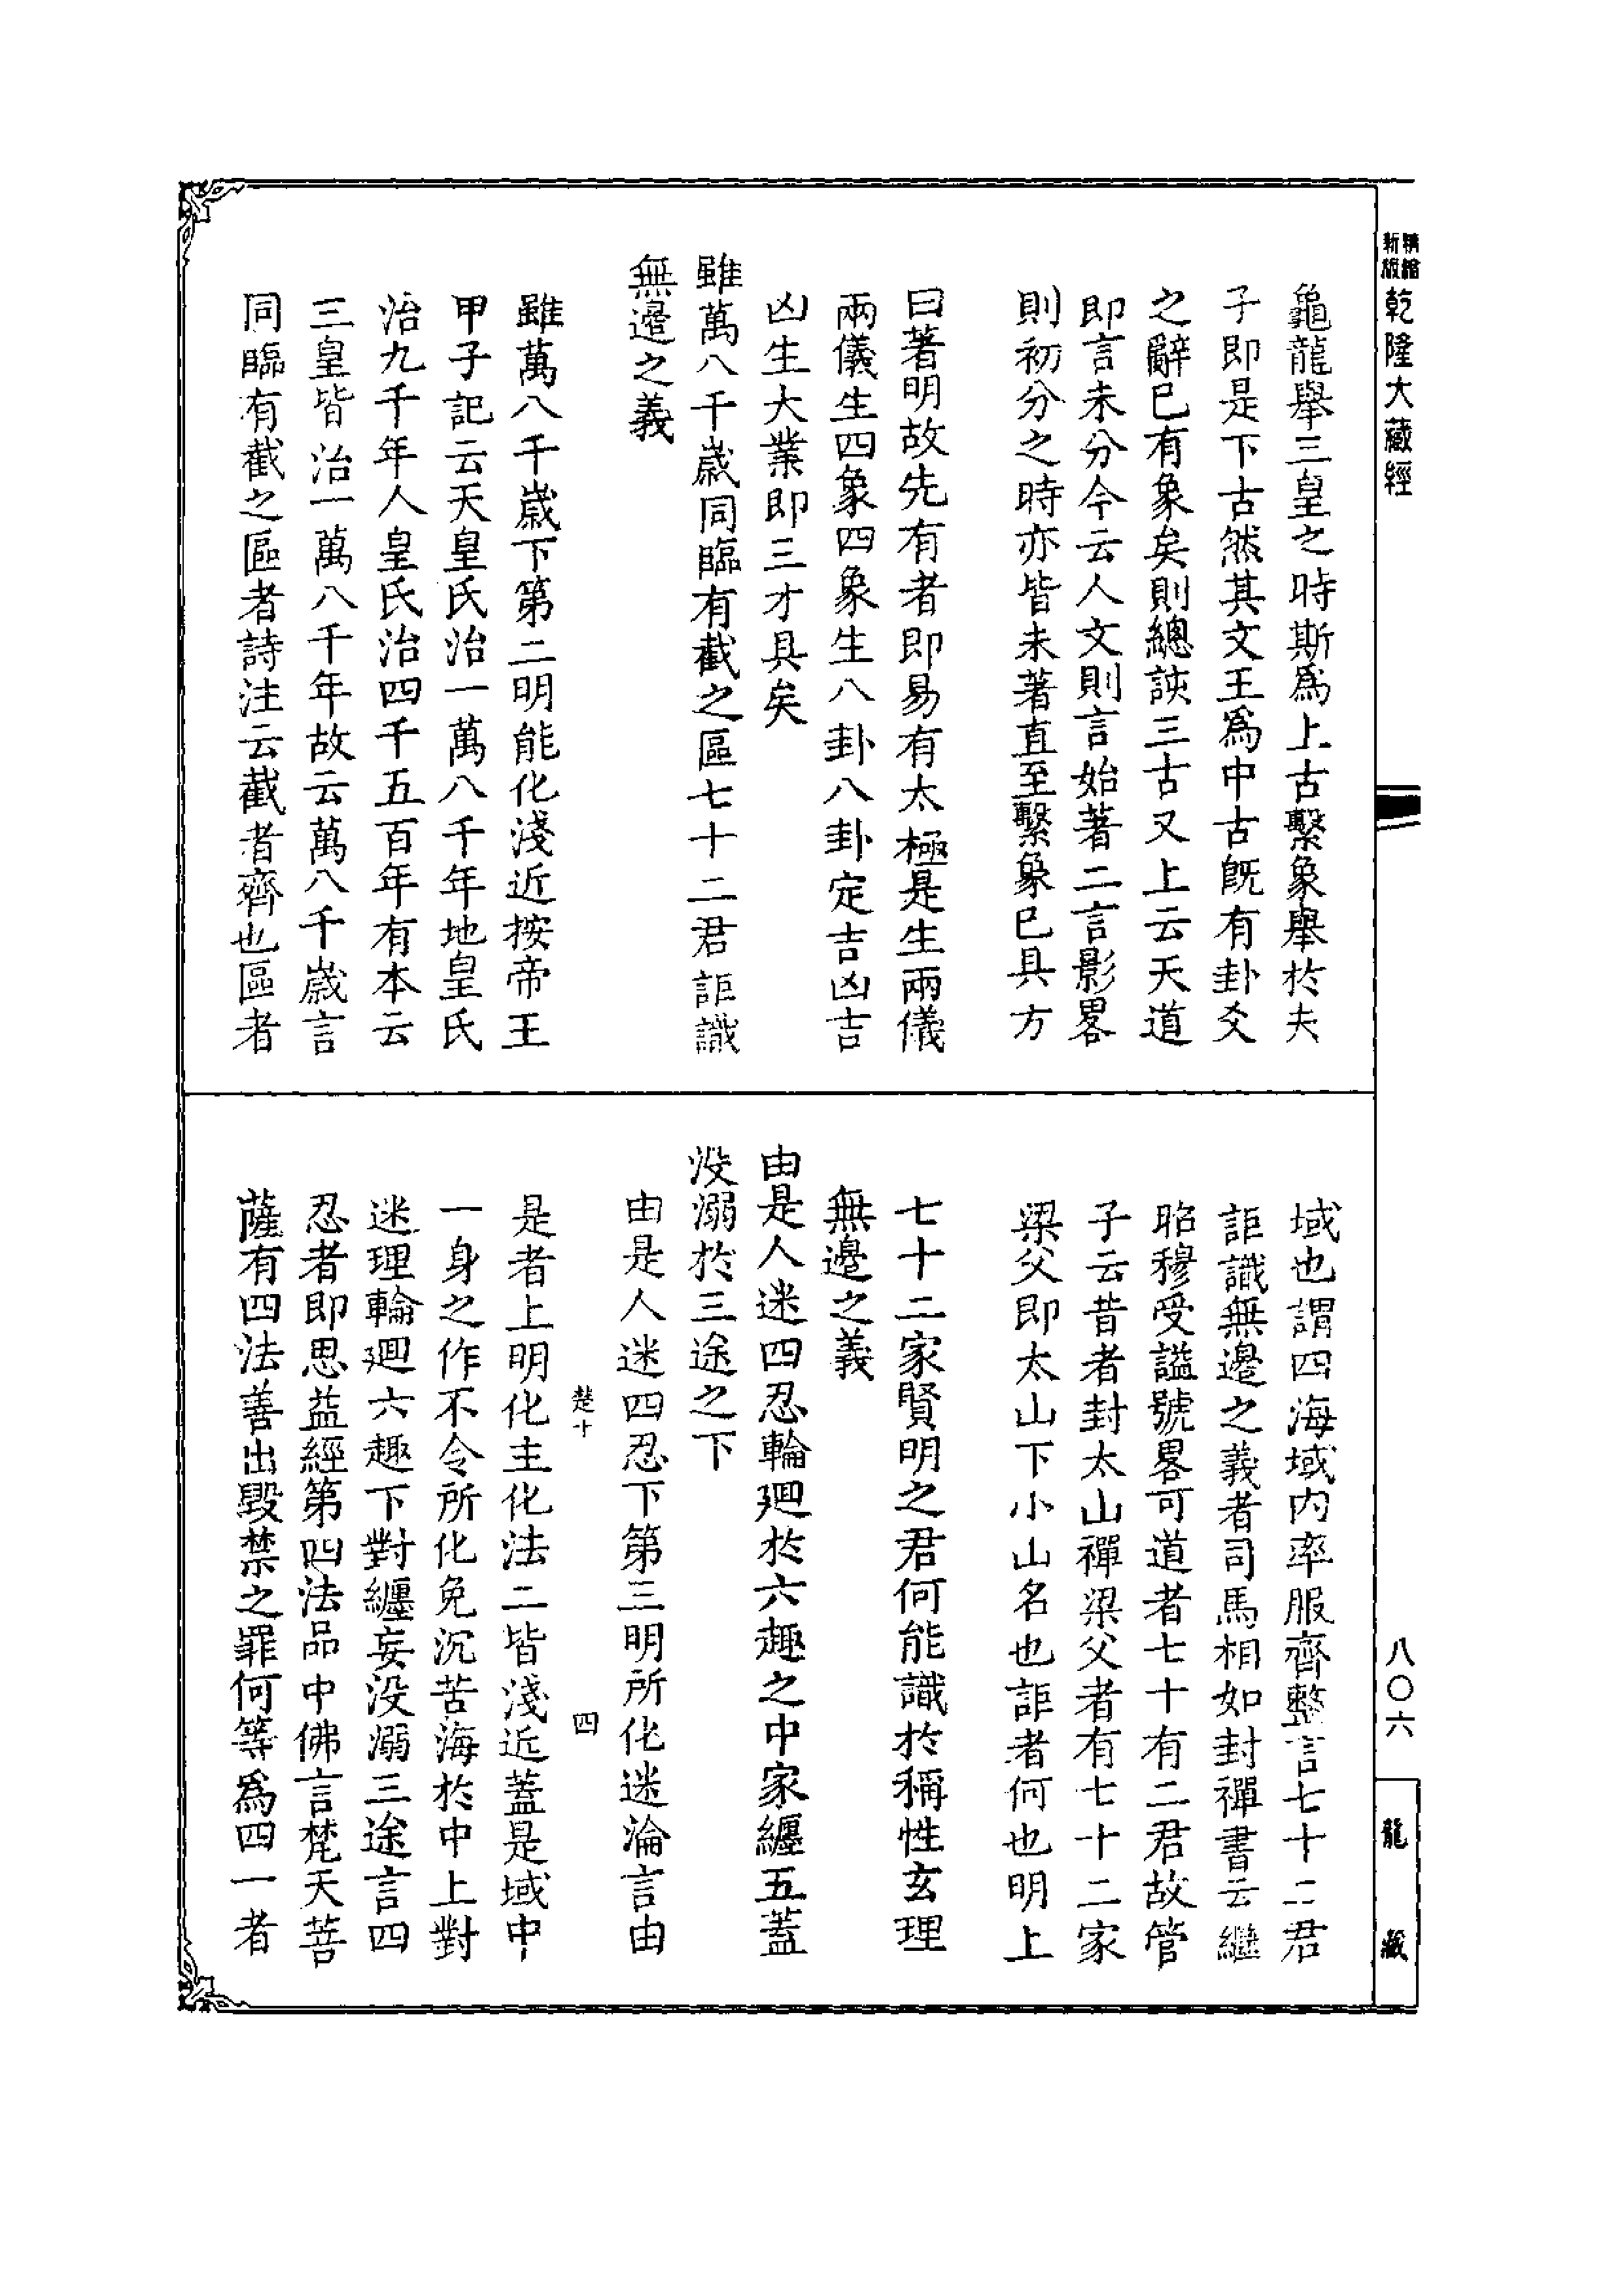 新版
精縮
乾隆大藏經
龜龍舉三皇之時斯為上古繫象舉於夫
子即是下古然其文王為中古既有卦爻
之辭已有象矣則總該三古又上云天道
即言未分今云人文則言始著二言影畧
則初分之時亦皆未著直至繫象已具方
曰著明故先有者即易有太極是生兩儀
兩儀生四象四象生八卦八卦定吉凶吉
凶生大業即三才具矣
雖萬八千歲同臨有截之區七十二君詎識
無邊之義
雖萬八千歲下第二明能化淺近按帝王
甲子記云天皇氏治一萬八千年地皇氏
治九千年人皇氏治四千五百年有本云
三皇皆治一萬八千年故云萬八千歲言
同臨有截之區者詩注云截者齊也區者
域也謂四海域內率服齊整言七十二君
詎識無邊之義者司馬相如封禪書云繼
昭穆受謚號畧可道者七十有二君故管
子云昔者封太山禪梁父者有七十二家
梁父即太山下小山名也詎者何也明上
七十二家賢明之君何能識於稱性玄理
無邊之義
由是人迷四忍輪廻於六趣之中家纏五蓋
沒溺於三途之下
由是人迷四忍下第三明所化迷淪言由
楚十
四
是者上明化主化法二皆淺近蓋是域中
一身之作不令所化免沉苦海於中上對
迷理輪廻六趣下對纏妄沒溺三途言四
忍者即思益經第四法品中佛言梵天菩
薩有四法善出毀禁之罪何等為四一者
八〇六
龍藏